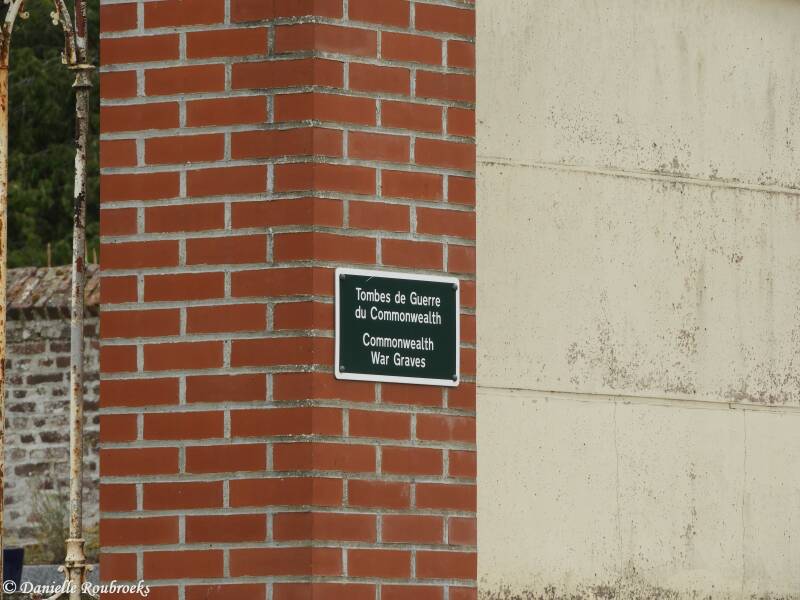 Tombes de Guerre
du Commonwealth
Commonwealth
War Graves
© Danielle Roubroeks